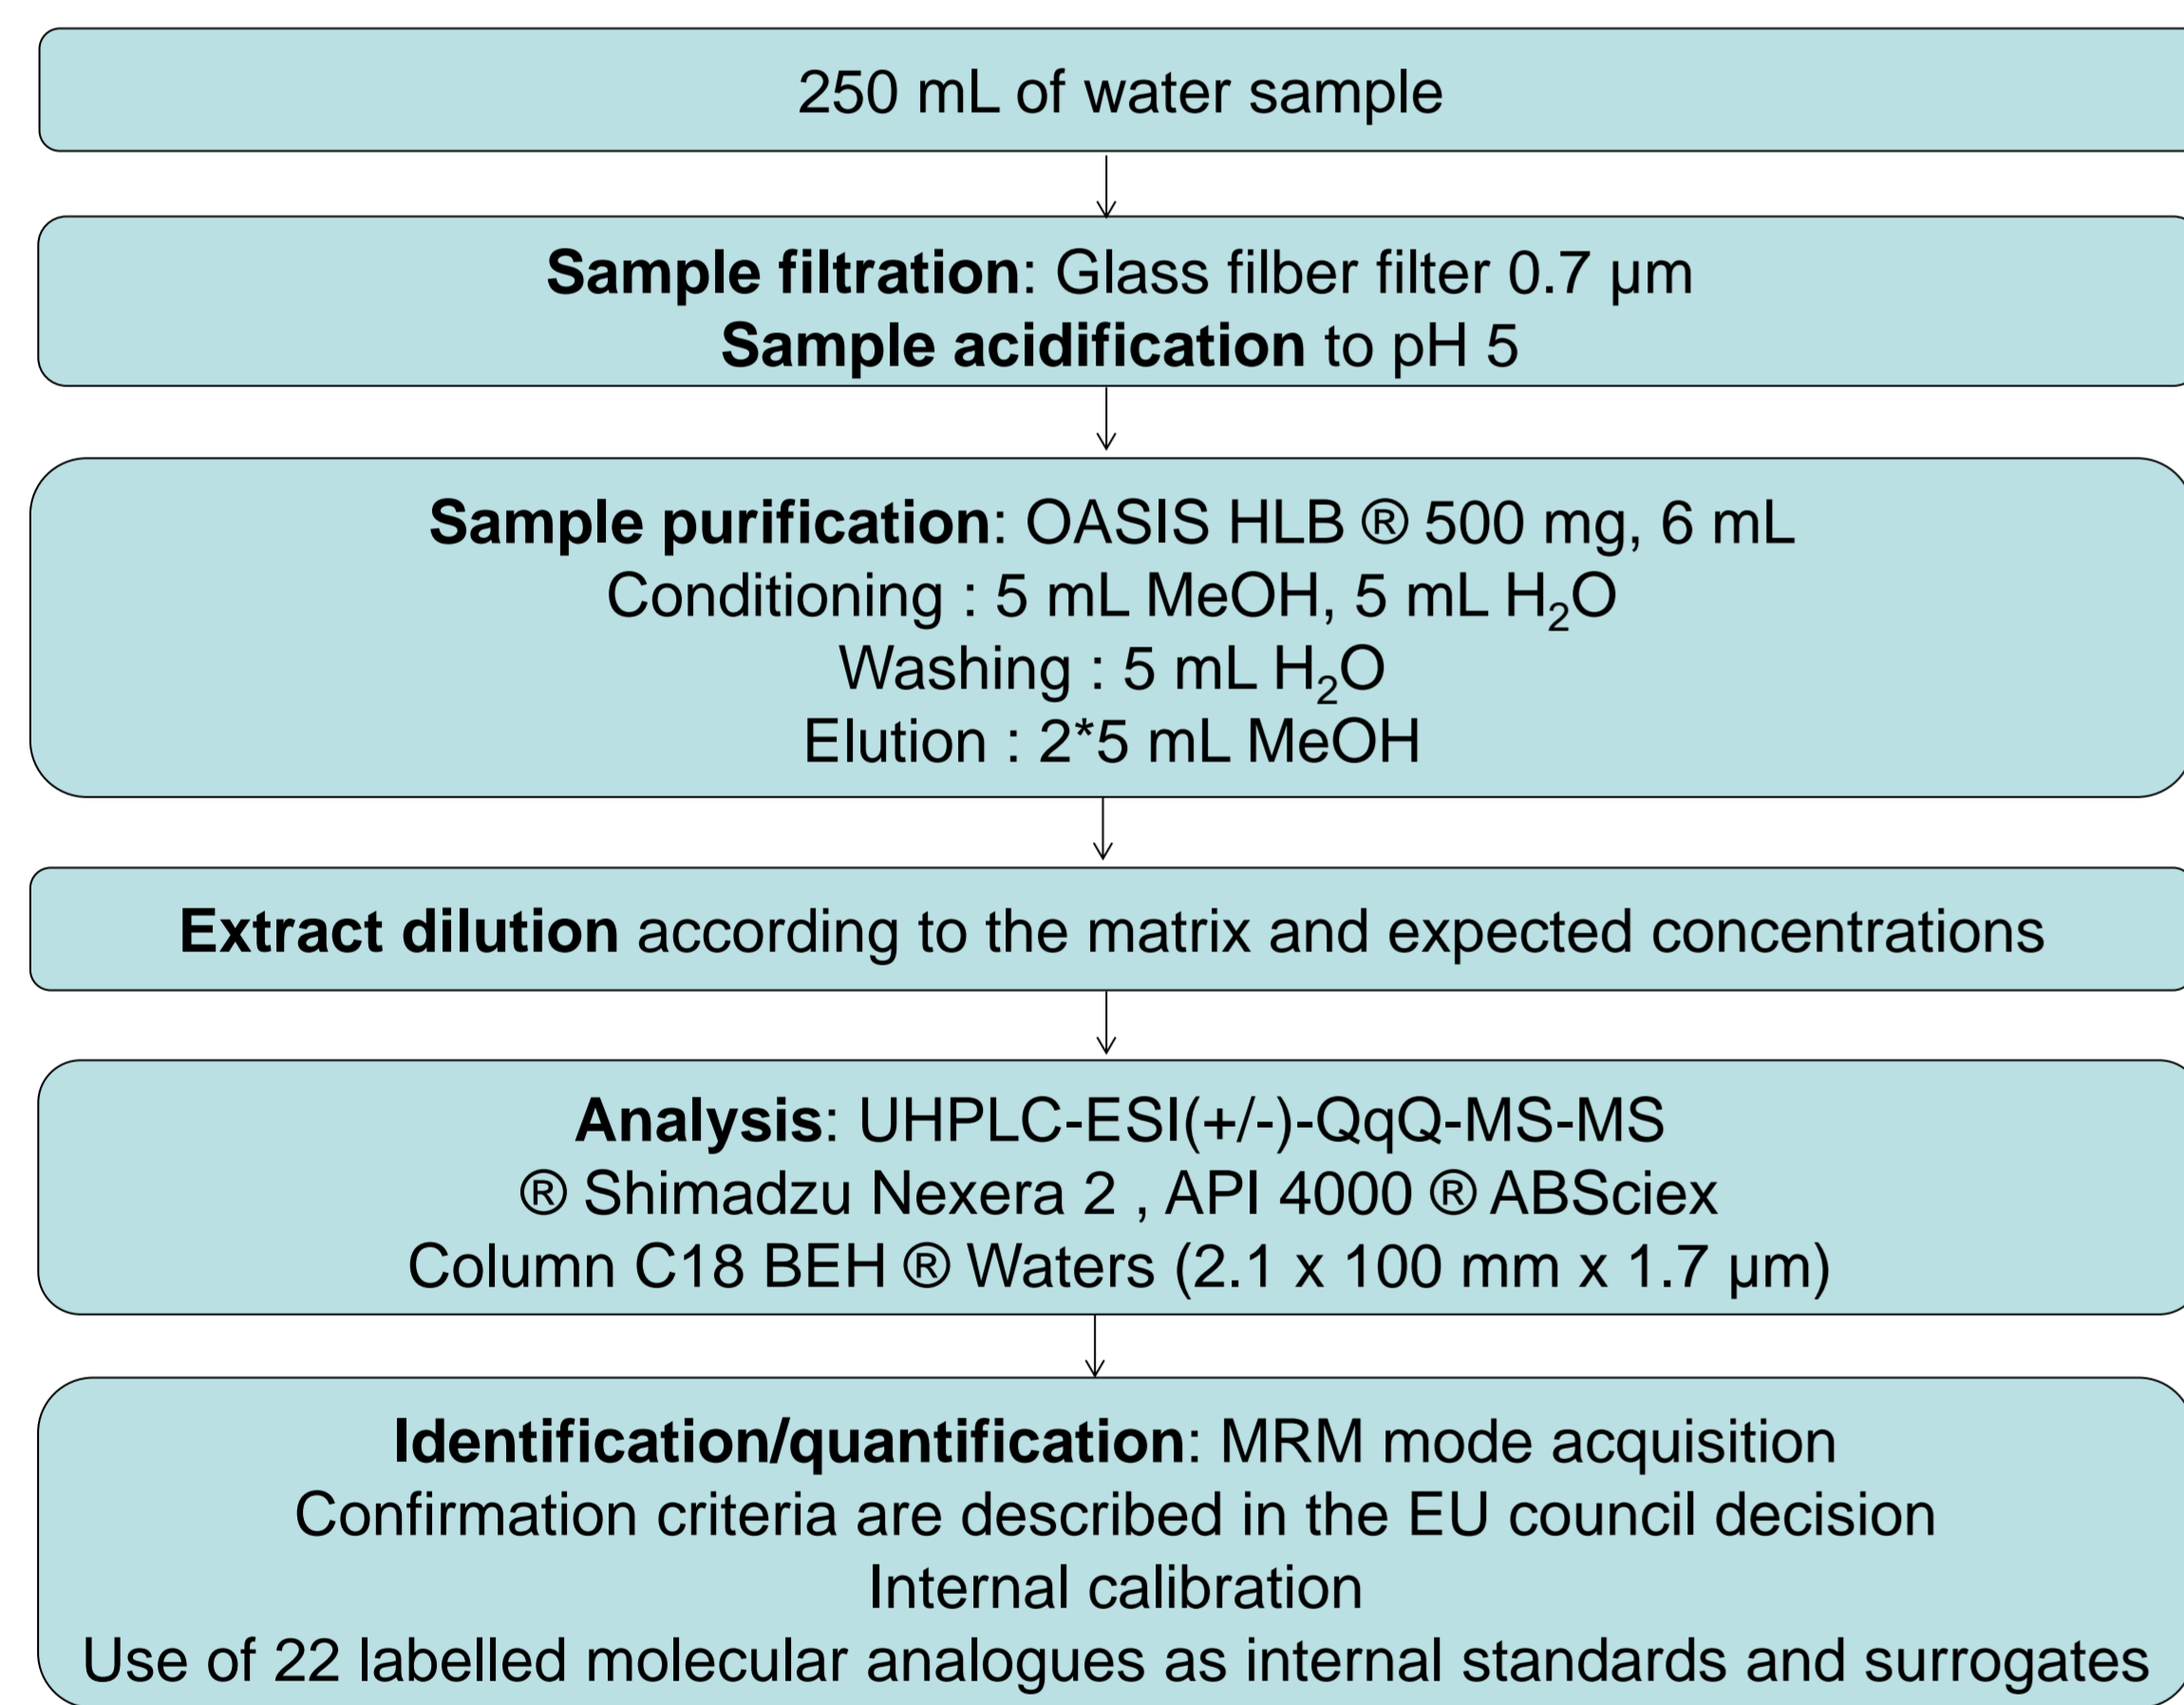 250 mL of water sample
Sample filtration: Glass filber filter 0.7 µm
Sample acidification to pH 5
Sample purification: OASIS HLB ® 500 mg, 6 mL
Conditioning : 5 mL MeOH, 5 mL H₂O
Washing : 5 mL H₂O
Elution : 2*5 mL MeOH
Extract dilution according to the matrix and expected concentrations
Analysis: UHPLC-ESI(+/-)-QqQ-MS-MS
® Shimadzu Nexera 2 , API 4000 ® ABSciex
Column C18 BEH ® Waters (2.1 x 100 mm x 1.7 µm)
Identification/quantification: MRM mode acquisition
Confirmation criteria are described in the EU council decision
Internal calibration
Use of 22 labelled molecular analogues as internal standards and surrogates